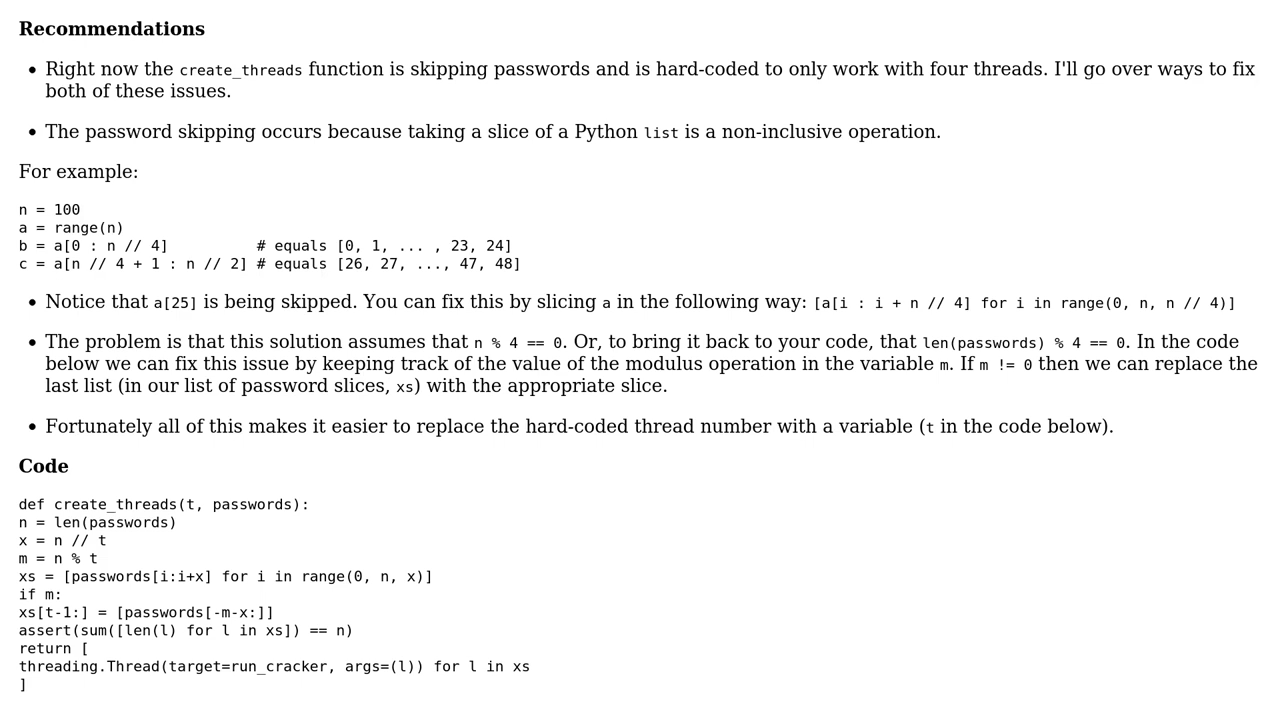 Recommendations
• Right now the create_threads function is skipping passwords and is hard-coded to only work with four threads. I'll go over ways to fix
both of these issues.
• The password skipping occurs because taking a slice of a Python list is a non-inclusive operation.
For example:
n = 100
a = range(n)
b = a[0 : n // 4]          # equals [0, 1, ... , 23, 24]
c = a[n // 4 + 1 : n // 2] # equals [26, 27, ..., 47, 48]
• Notice that a[25] is being skipped. You can fix this by slicing a in the following way: [a[i : i + n // 4] for i in range(0, n, n // 4)]
• The problem is that this solution assumes that n % 4 == 0. Or, to bring it back to your code, that len(passwords) % 4 == 0. In the code
below we can fix this issue by keeping track of the value of the modulus operation in the variable m. If m != 0 then we can replace the
last list (in our list of password slices, xs) with the appropriate slice.
• Fortunately all of this makes it easier to replace the hard-coded thread number with a variable (t in the code below).
Code
def create_threads(t, passwords):
n = len(passwords)
x = n // t
m = n % t
xs = [passwords[i:i+x] for i in range(0, n, x)]
if m:
xs[t-1:] = [passwords[-m-x:]]
assert(sum([len(l) for l in xs]) == n)
return [
threading.Thread(target=run_cracker, args=(l)) for l in xs
]